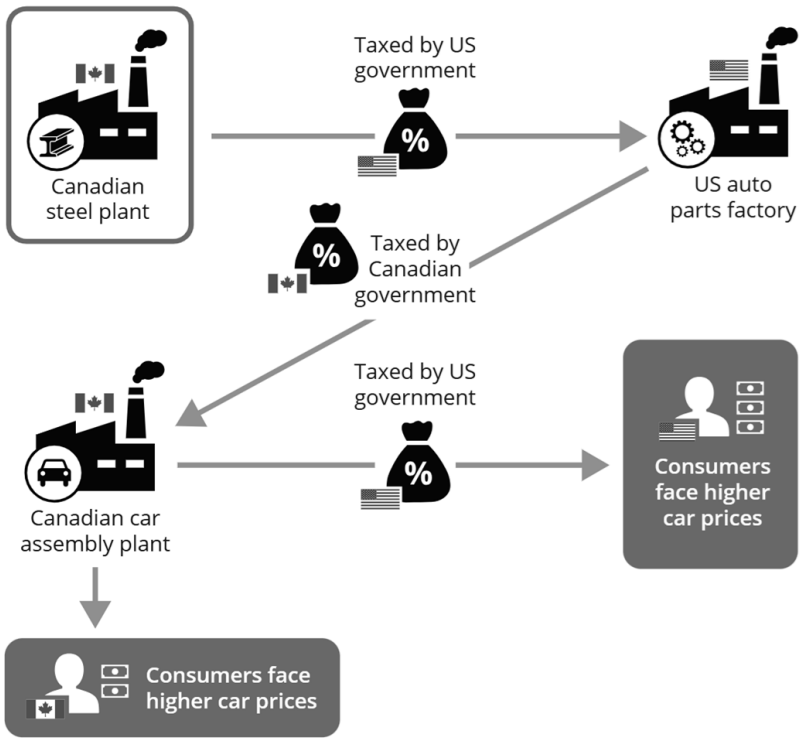 Taxed by US
government
%
Canadian
steel plant
US auto
parts factory
%
Taxed by
Canadian
government
Taxed by US
government
%
Canadian car
assembly plant
Consumers
face higher
car prices
Consumers face
higher car prices